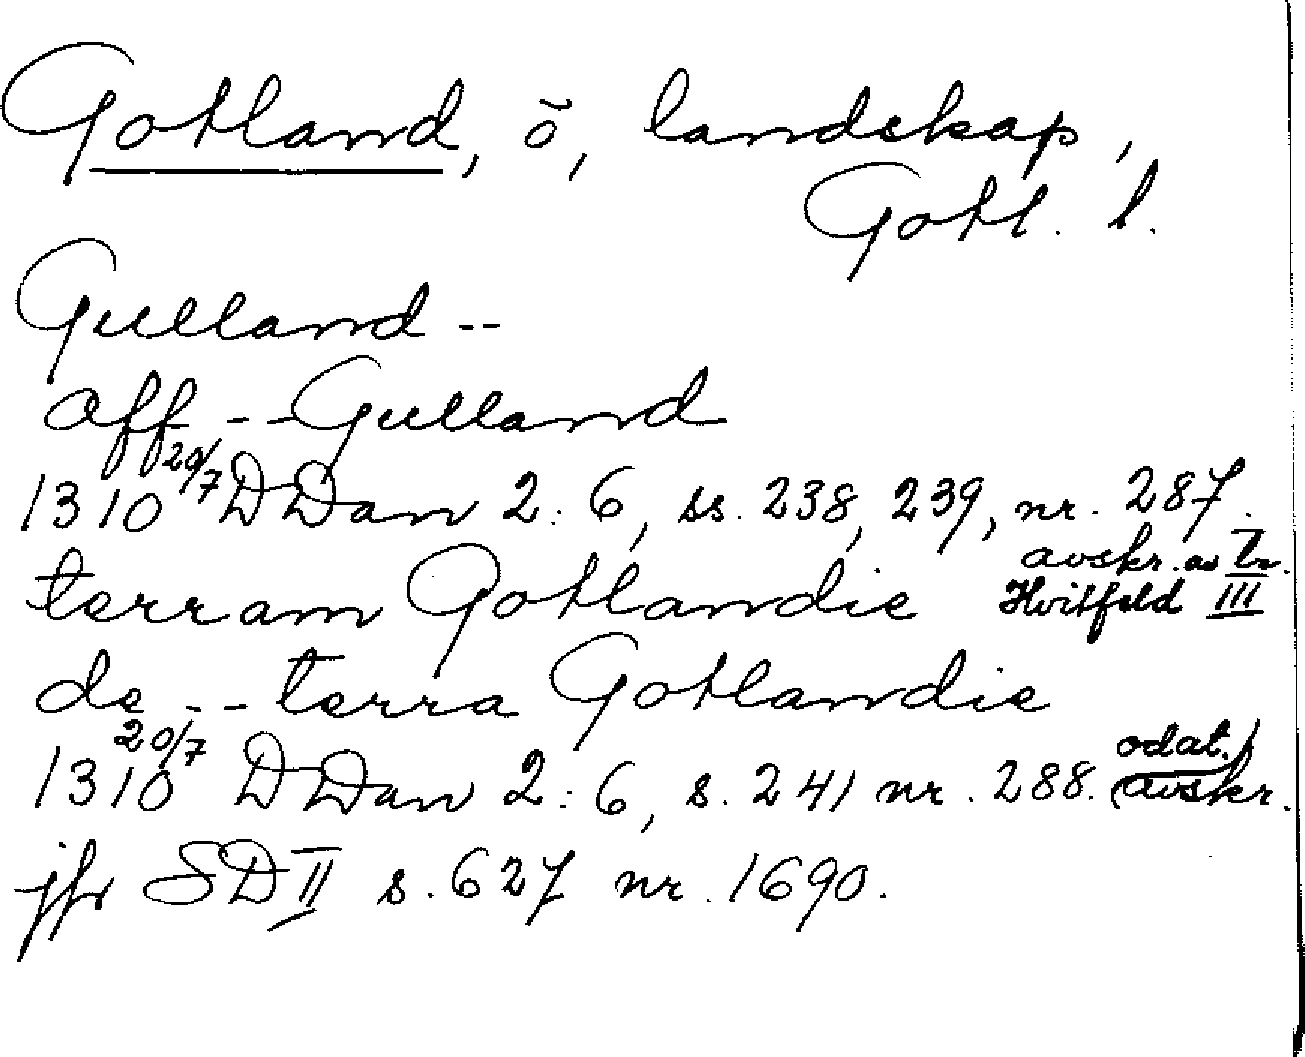 Gotland, ö, landskap,
Gotl. l.
Gulland --
aff -- Gulland
1310 20/7 DDan 2:6, ss. 238, 239, nr. 287.
avskr. av
terram Gotlandie Hvitfeld III
de -- terra Gotlandie
1310 20/7 DDan 2:6, s. 241 nr. 288. odat. avskr.
jfr SD II s. 627 nr. 1690.